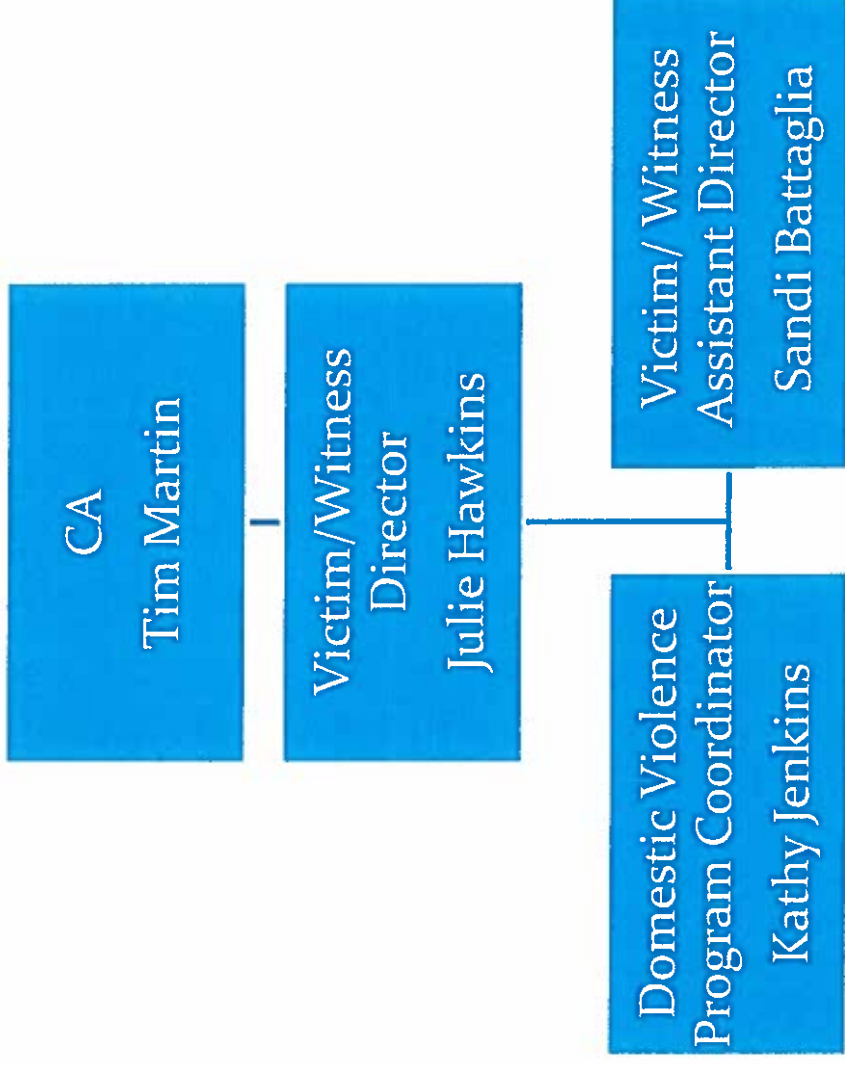 CA
Tim Martin
Victim/Witness
Director
Julie Hawkins
Domestic Violence
Program Coordinator
Kathy Jenkins
Victim/ Witness
Assistant Director
Sandi Battaglia